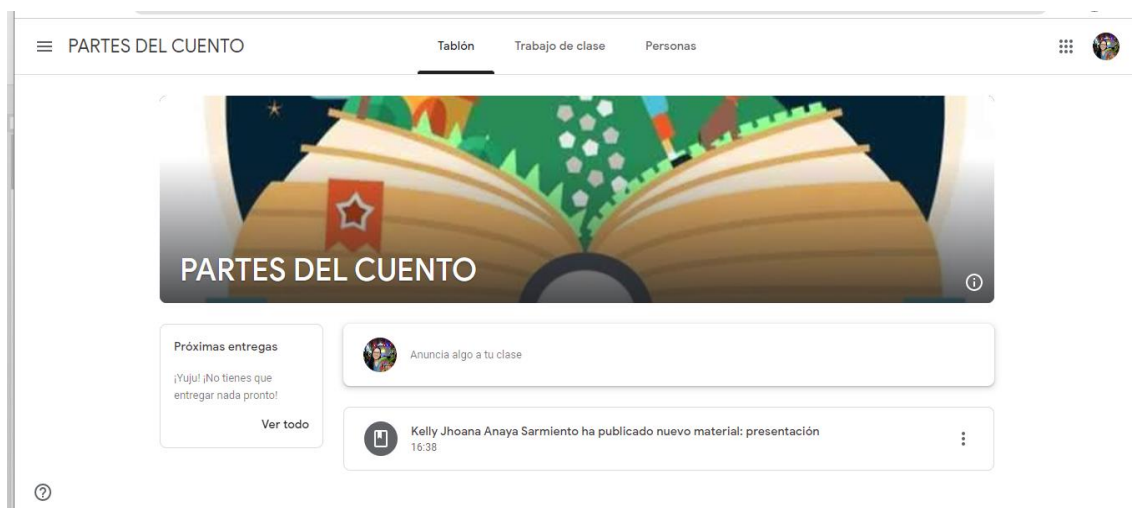 PARTES DEL CUENTO
Tablón
Trabajo de clase
Personas
PARTES DEL CUENTO
Próximas entregas
¡Yuju! ¡No tienes que
entregar nada pronto!
Ver todo
Anuncia algo a tu clase
Kelly Jhoana Anaya Sarmiento ha publicado nuevo material: presentación
16:38